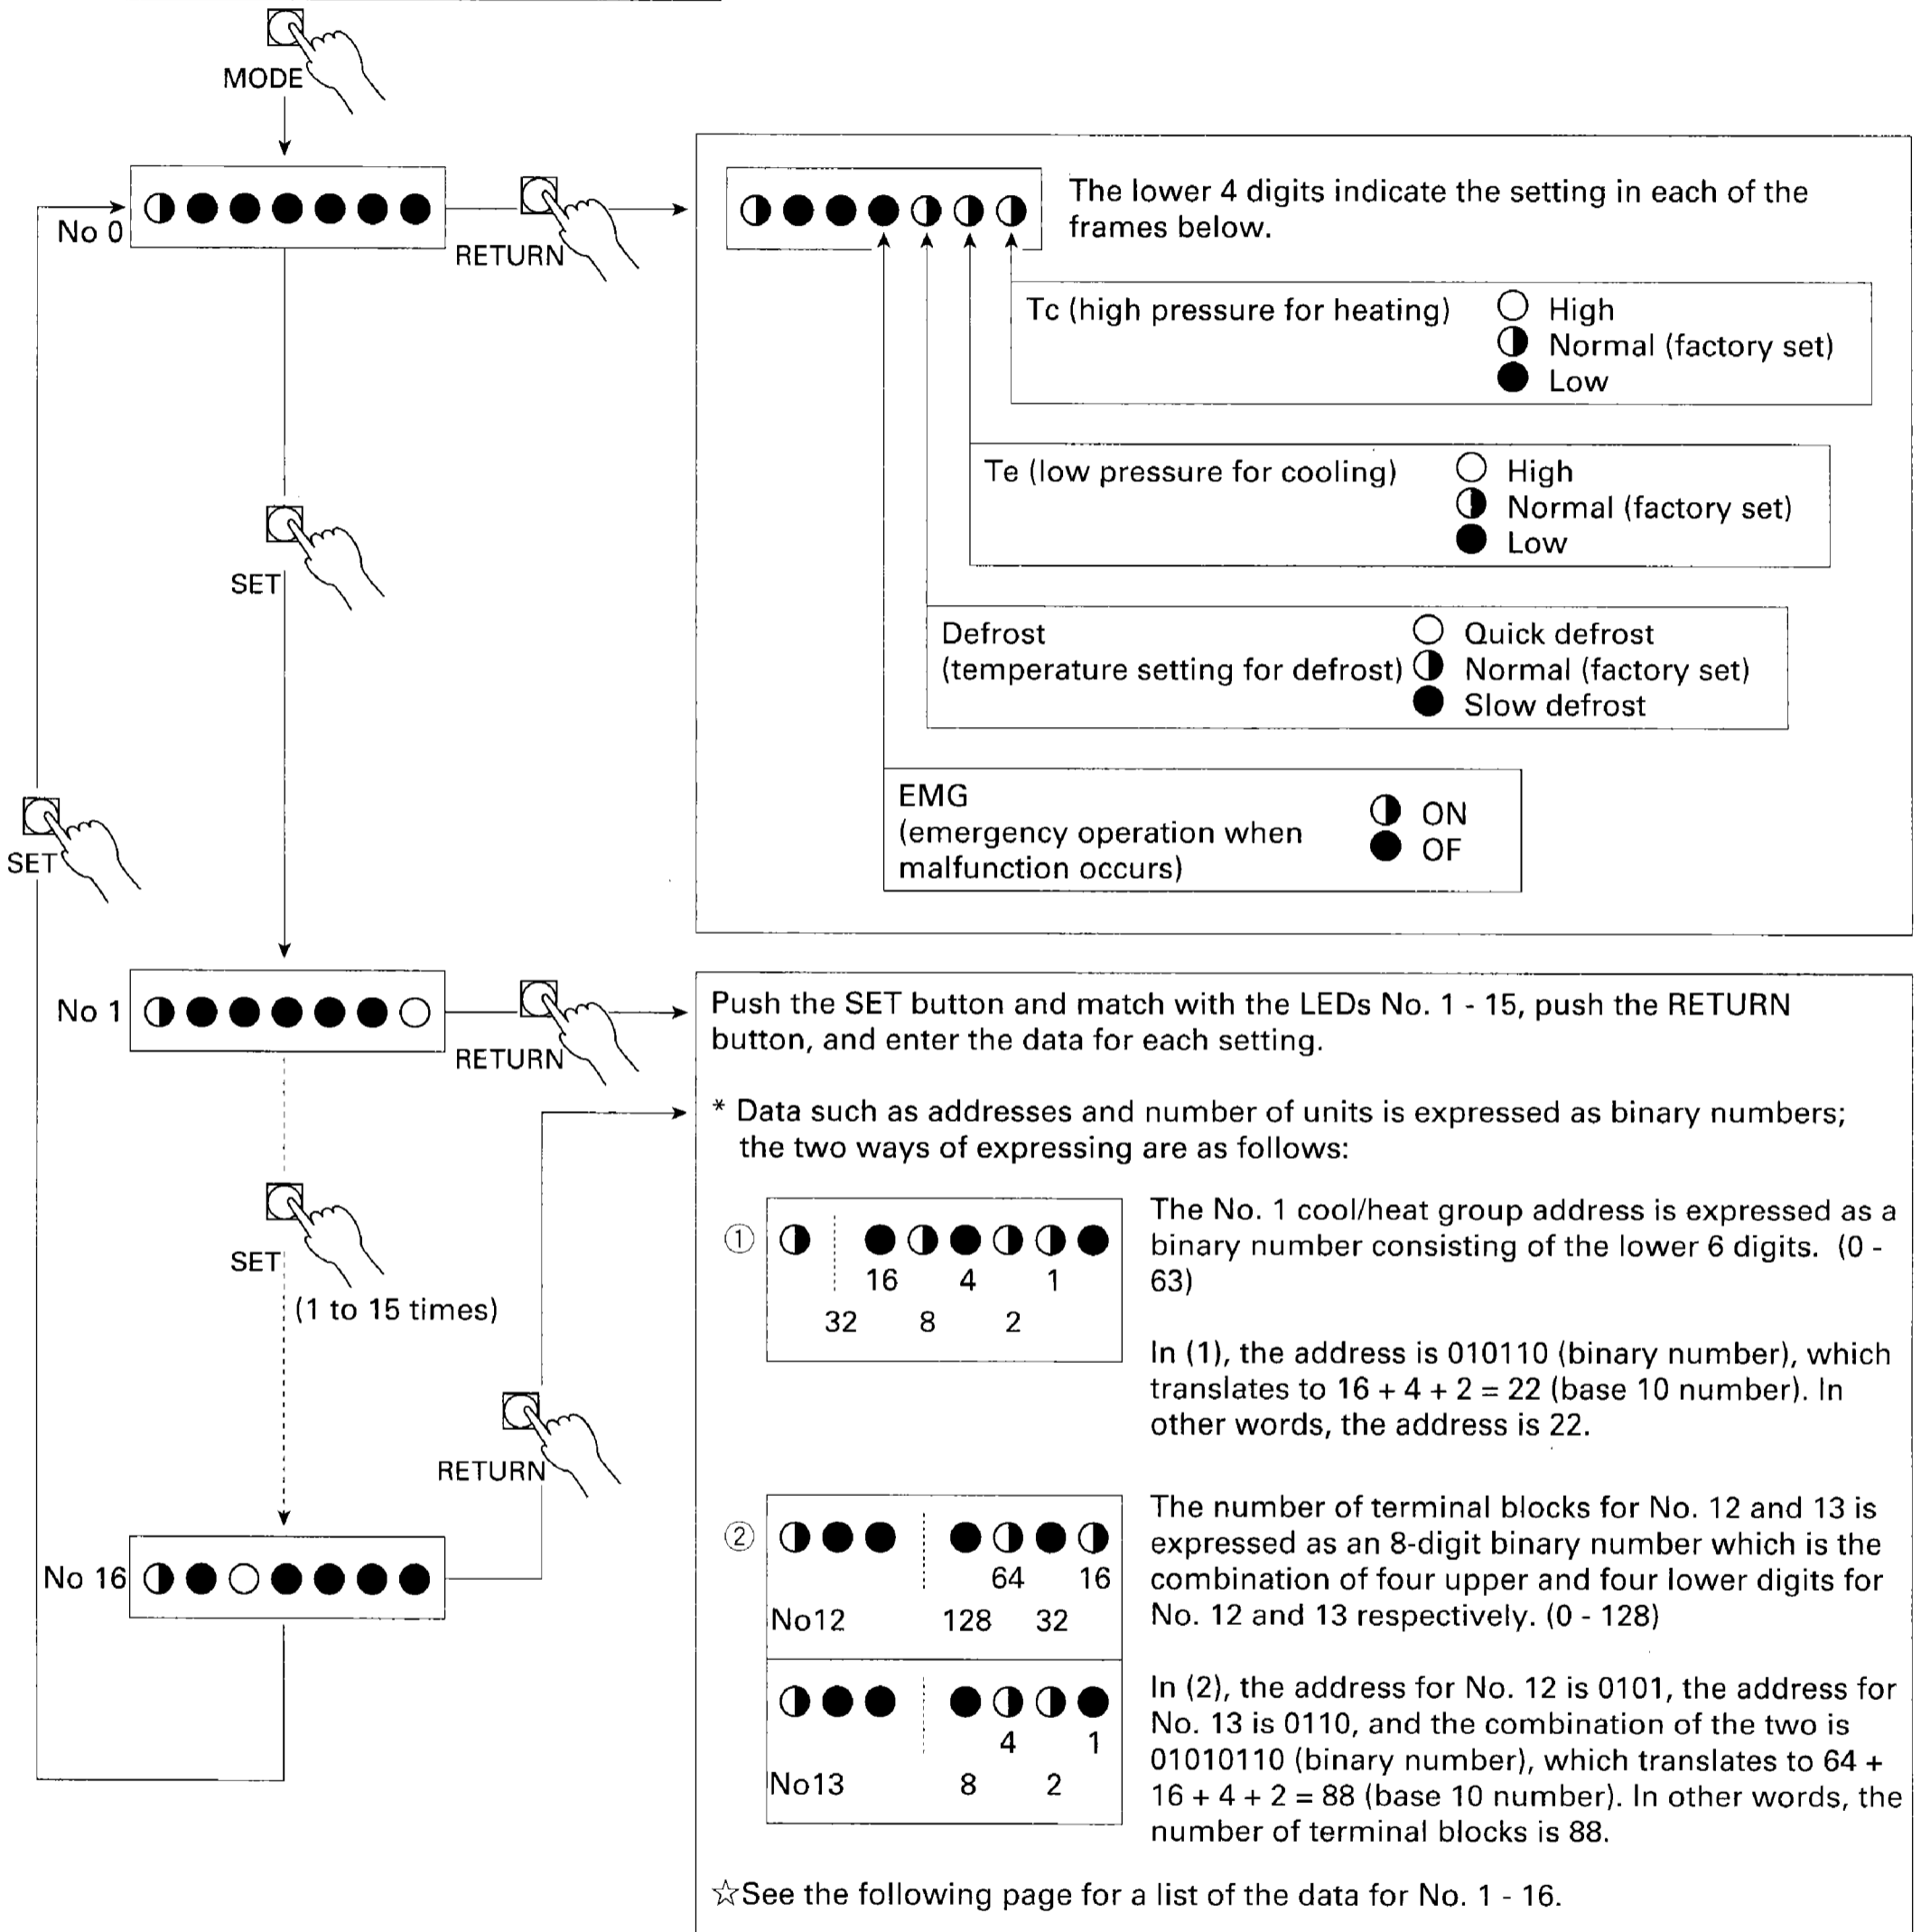 MODE
No 0
RETURN
The lower 4 digits indicate the setting in each of the
frames below.
Tc (high pressure for heating)
High
Normal (factory set)
Low
Te (low pressure for cooling)
High
Normal (factory set)
Low
SET
Defrost
(temperature setting for defrost)
Quick defrost
Normal (factory set)
Slow defrost
EMG
(emergency operation when
malfunction occurs)
ON
OF
SET
No 1
RETURN
Push the SET button and match with the LEDs No. 1 - 15, push the RETURN
button, and enter the data for each setting.
* Data such as addresses and number of units is expressed as binary numbers;
the two ways of expressing are as follows:
SET
(1 to 15 times)
①
16 4 1
32 8 2
The No. 1 cool/heat group address is expressed as a
binary number consisting of the lower 6 digits. (0 -
63)
In (1), the address is 010110 (binary number), which
translates to 16 + 4 + 2 = 22 (base 10 number). In
other words, the address is 22.
RETURN
No 16
②
64 16
No12 128 32
4 1
No13 8 2
The number of terminal blocks for No. 12 and 13 is
expressed as an 8-digit binary number which is the
combination of four upper and four lower digits for
No. 12 and 13 respectively. (0 - 128)
In (2), the address for No. 12 is 0101, the address for
No. 13 is 0110, and the combination of the two is
01010110 (binary number), which translates to 64 +
16 + 4 + 2 = 88 (base 10 number). In other words, the
number of terminal blocks is 88.
☆See the following page for a list of the data for No. 1 - 16.